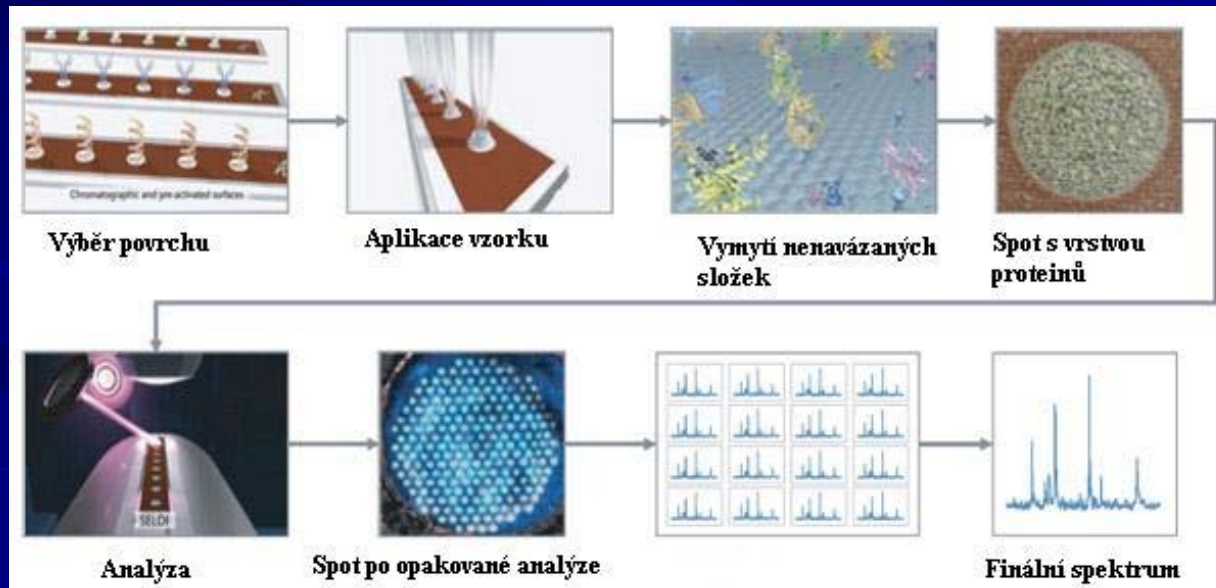 Chromatographic and pre-activated surfaces
Výběr povrchu
Aplikace vzorku
Vymytí nenavázaných
složek
Spot s vrstvou
proteinů
SELDI
Analýza
Spot po opakované analýze
Finální spektrum